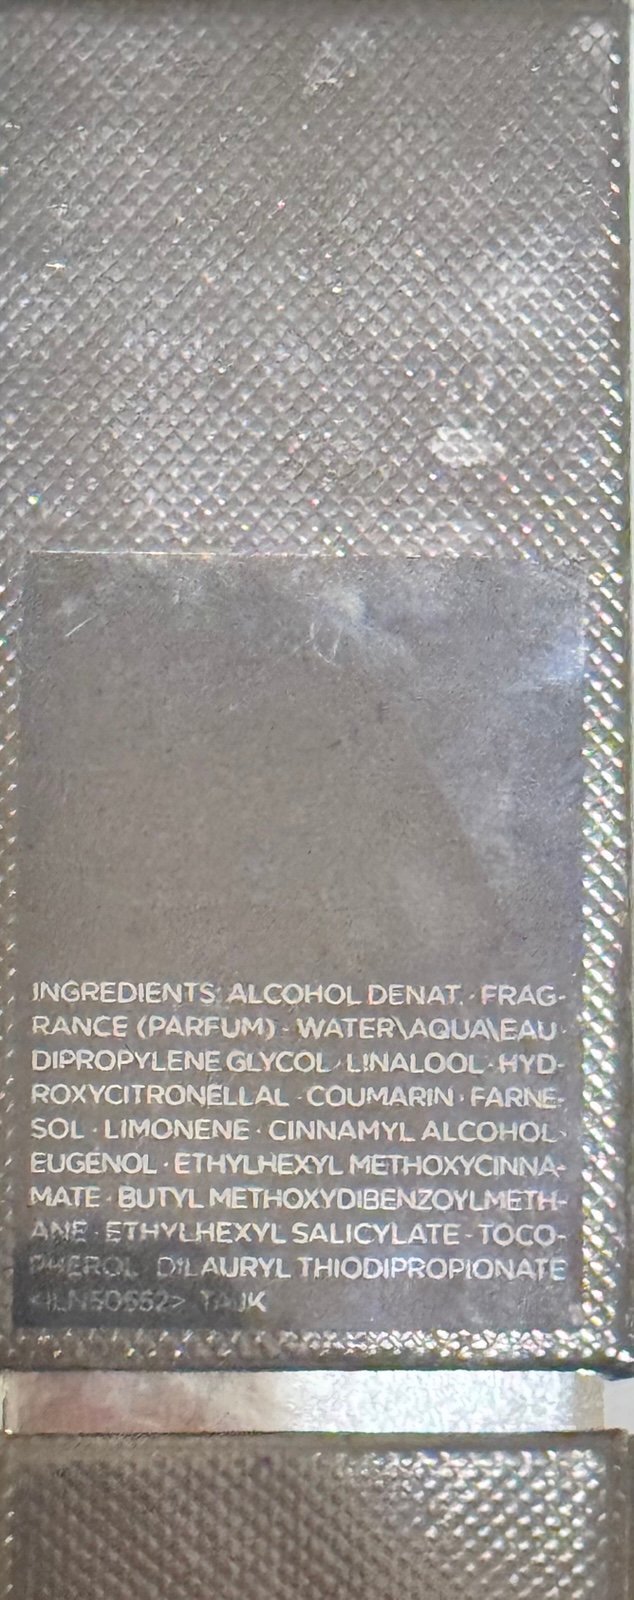 INGREDIENTS: ALCOHOL DENAT. · FRAG-
RANCE (PARFUM) · WATER\AQUA\EAU ·
DIPROPYLENE GLYCOL · LINALOOL · HYD-
ROXYCITRONELLAL · COUMARIN · FARNE-
SOL · LIMONENE · CINNAMYL ALCOHOL ·
EUGENOL · ETHYLHEXYL METHOXYCINNA-
MATE · BUTYL METHOXYDIBENZOYLMETH-
ANE · ETHYLHEXYL SALICYLATE · TOCO-
PHEROL · DILAURYL THIODIPROPIONATE